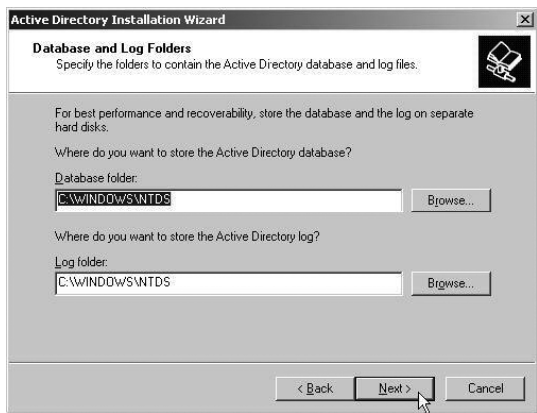 Active Directory Installation Wizard
Database and Log Folders
Specify the folders to contain the Active Directory database and log files.
For best performance and recoverability, store the database and the log on separate
hard disks.
Where do you want to store the Active Directory database?
Database folder:
C:\WINDOWS\NTDS
Browse...
Where do you want to store the Active Directory log?
Log folder:
C:\WINDOWS\NTDS
Browse...
< Back
Next >
Cancel